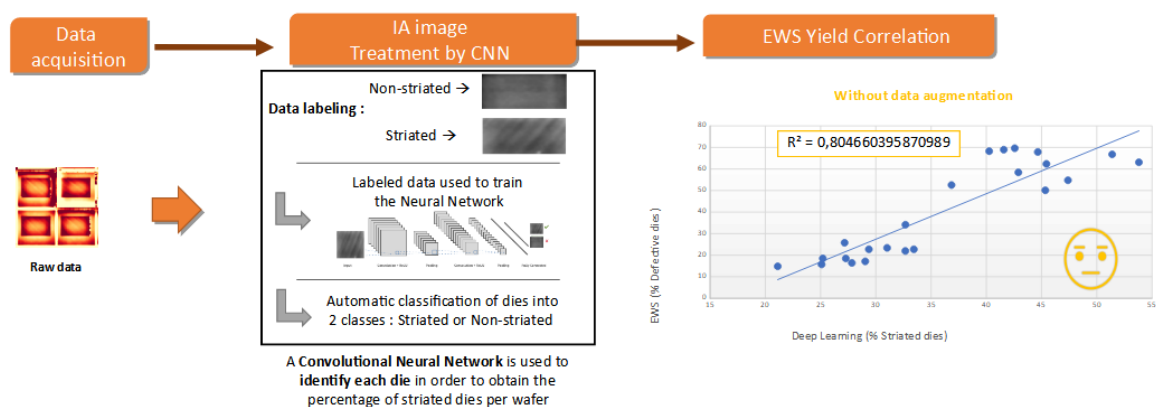 Data
acquisition
IA image
Treatment by CNN
EWS Yield Correlation
Raw data
Data labeling :
Non-striated →
Striated →
Labeled data used to train
the Neural Network
Automatic classification of dies into
2 classes : Striated or Non-striated
A Convolutional Neural Network is used to
identify each die in order to obtain the
percentage of striated dies per wafer
Without data augmentation
R² = 0,804660395870989
EWS (% Defective dies)
80
70
60
50
40
30
20
10
0
15 20 25 30 35 40 45 50 55
Deep Learning (% Striated dies)